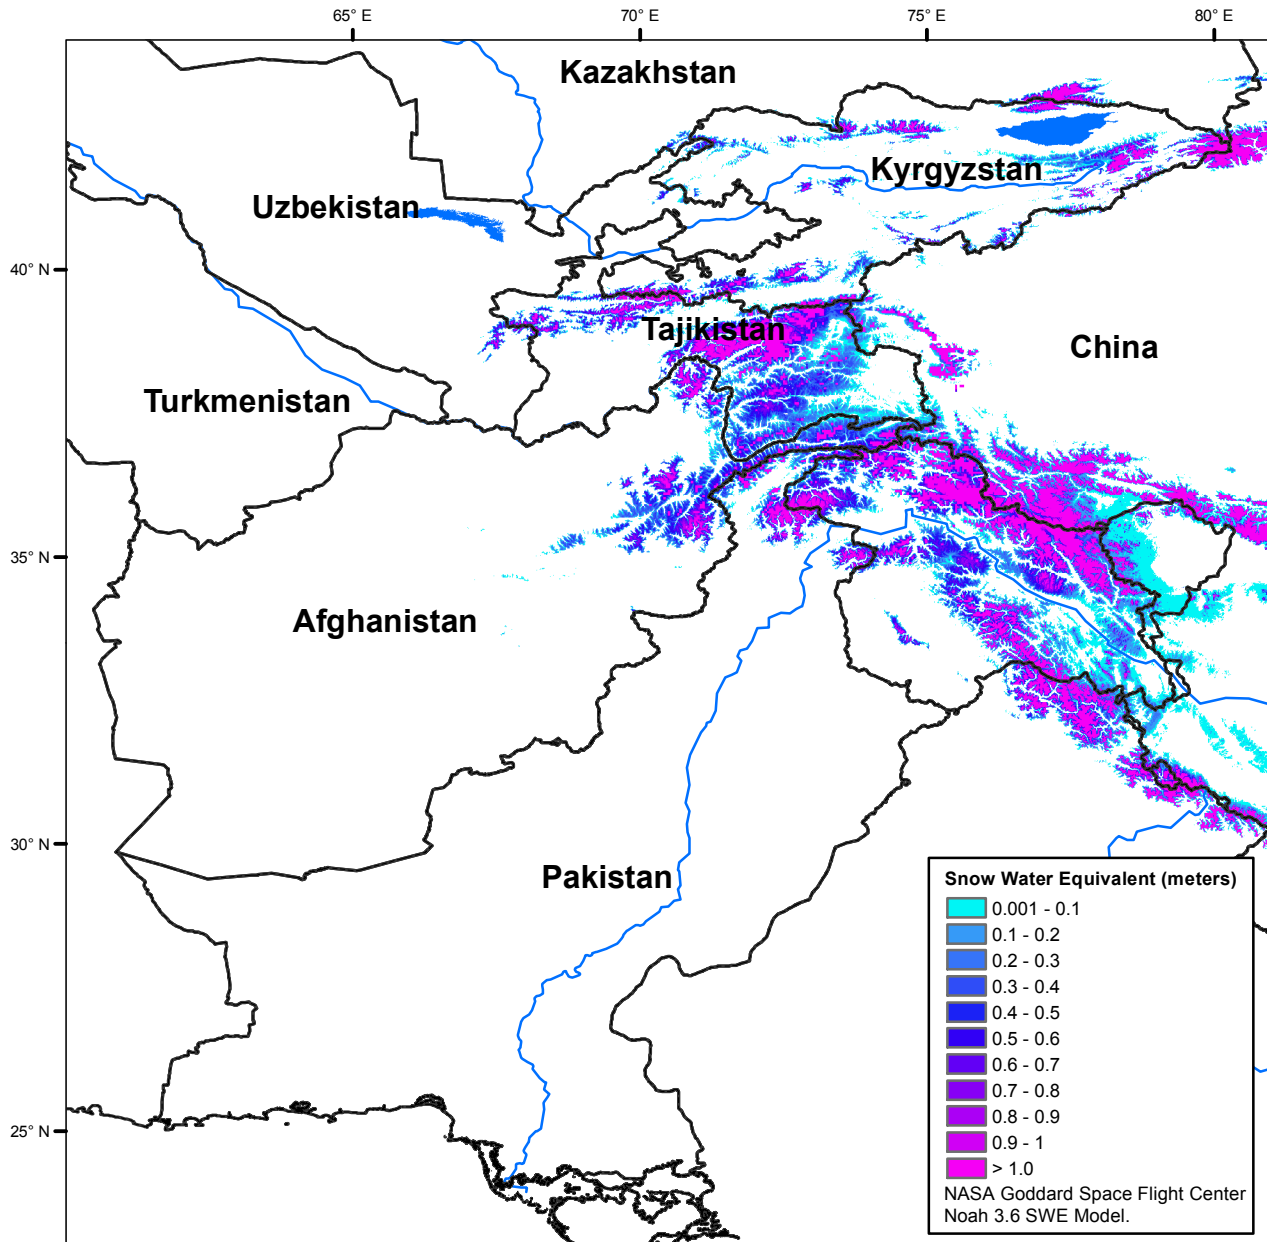 65° E
70° E
75° E
80° E
Kazakhstan
Kyrgyzstan
Uzbekistan
40° N
Tajikistan
China
Turkmenistan
35° N
Afghanistan
30° N
Pakistan
25° N
Snow Water Equivalent (meters)
0.001 - 0.1
0.1 - 0.2
0.2 - 0.3
0.3 - 0.4
0.4 - 0.5
0.5 - 0.6
0.6 - 0.7
0.7 - 0.8
0.8 - 0.9
0.9 - 1
> 1.0
NASA Goddard Space Flight Center
Noah 3.6 SWE Model.